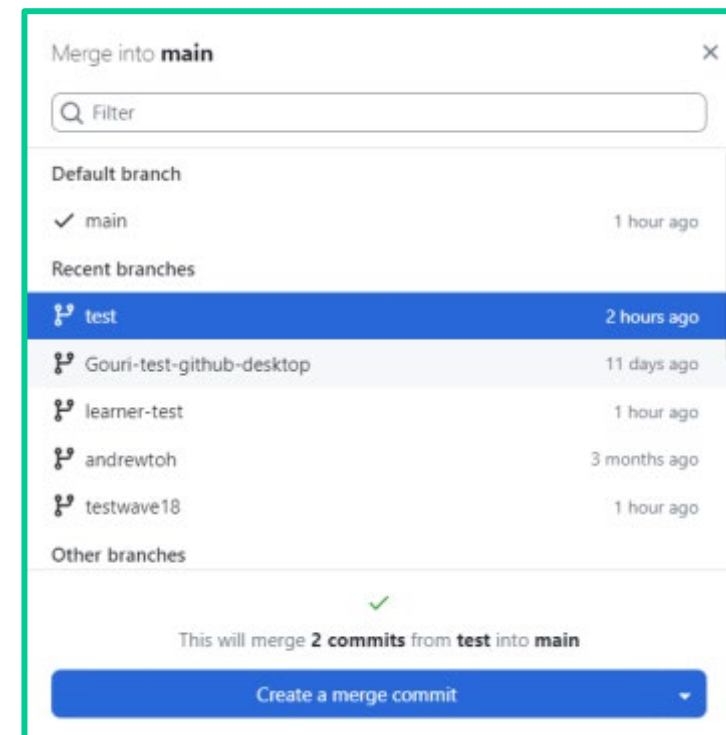 Merge into main
Filter
Default branch
main 1 hour ago
Recent branches
test 2 hours ago
Gouri-test-github-desktop 11 days ago
learner-test 1 hour ago
andrewtoh 3 months ago
testwave18 1 hour ago
Other branches
This will merge 2 commits from test into main
Create a merge commit